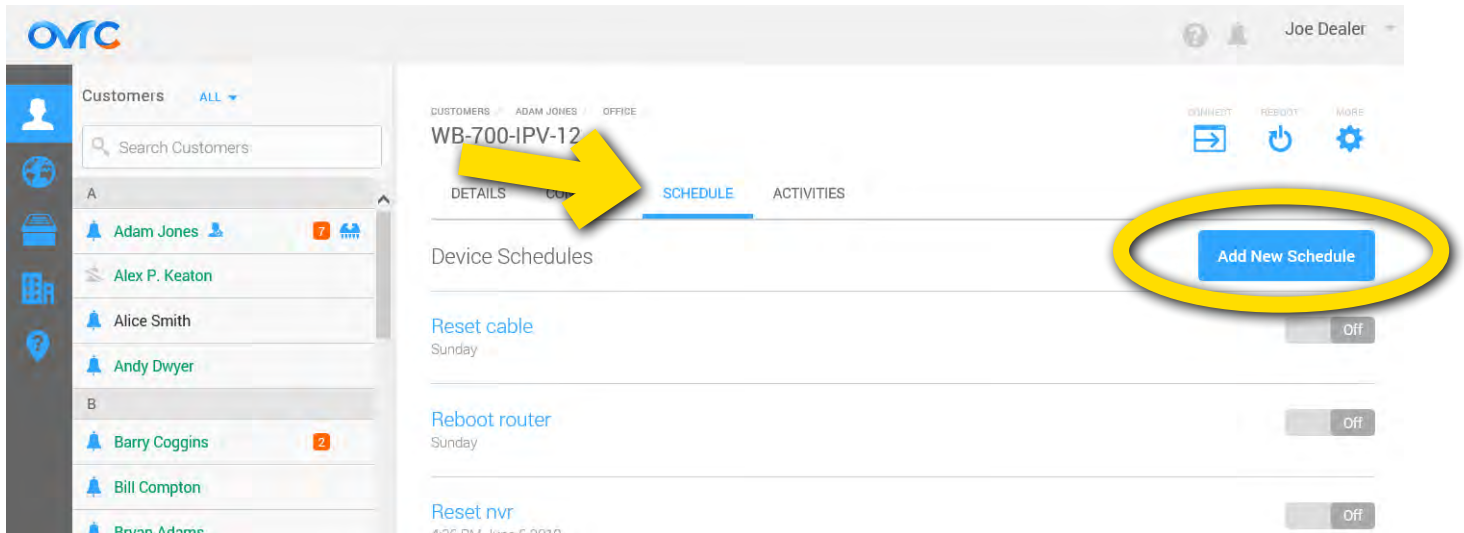 OvrC
Joe Dealer
Customers ALL
Search Customers
A
Adam Jones 7
Alex P. Keaton
Alice Smith
Andy Dwyer
B
Barry Coggins 2
Bill Compton
Bryan Adams
CUSTOMERS / ADAM JONES / OFFICE
WB-700-IPV-12
CONNECT REBOOT MORE
DETAILS SCHEDULE ACTIVITIES
Device Schedules
Add New Schedule
Reset cable
Sunday
Off
Reboot router
Sunday
Off
Reset nvr
Off